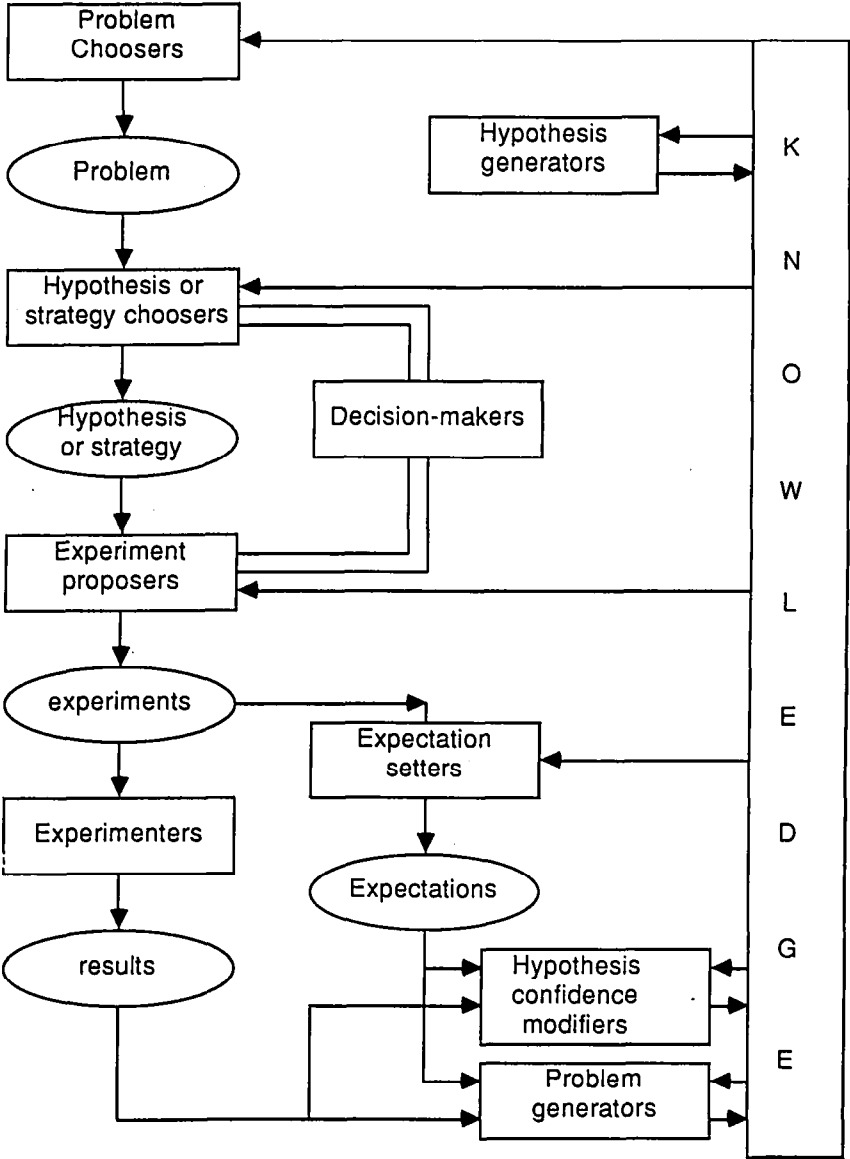 Problem
Choosers
Problem
Hypothesis
generators
Hypothesis or
strategy choosers
Hypothesis
or strategy
Decision-makers
Experiment
proposers
experiments
Expectation
setters
Experimenters
Expectations
results
Hypothesis
confidence
modifiers
Problem
generators
K
N
O
W
L
E
D
G
E